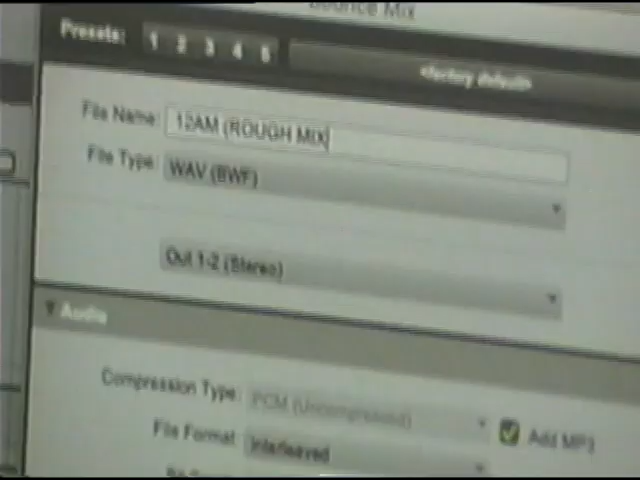 Bounce Mix
Presets: 1 2 3 4 5 <factory default>
File Name: 12AM (ROUGH MIX
File Type: WAV (BWF)
Out 1-2 (Stereo)
Audio
Compression Type: PCM (Uncompressed) Add MP3
File Format: Interleaved